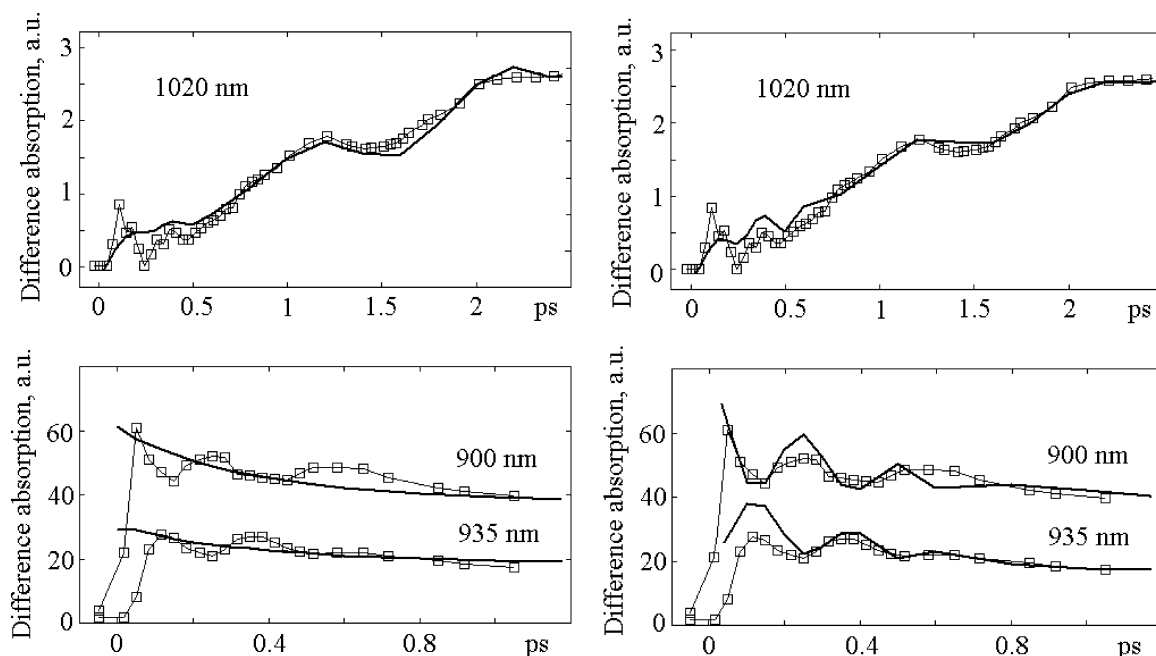 Difference absorption, a.u.
3
2
1
0
1020 nm
0 0.5 1 1.5 2 ps
Difference absorption, a.u.
3
2
1
0
1020 nm
0 0.5 1 1.5 2 ps
Difference absorption, a.u.
60
40
20
0
900 nm
935 nm
0 0.4 0.8 ps
Difference absorption, a.u.
60
40
20
0
900 nm
935 nm
0 0.4 0.8 ps